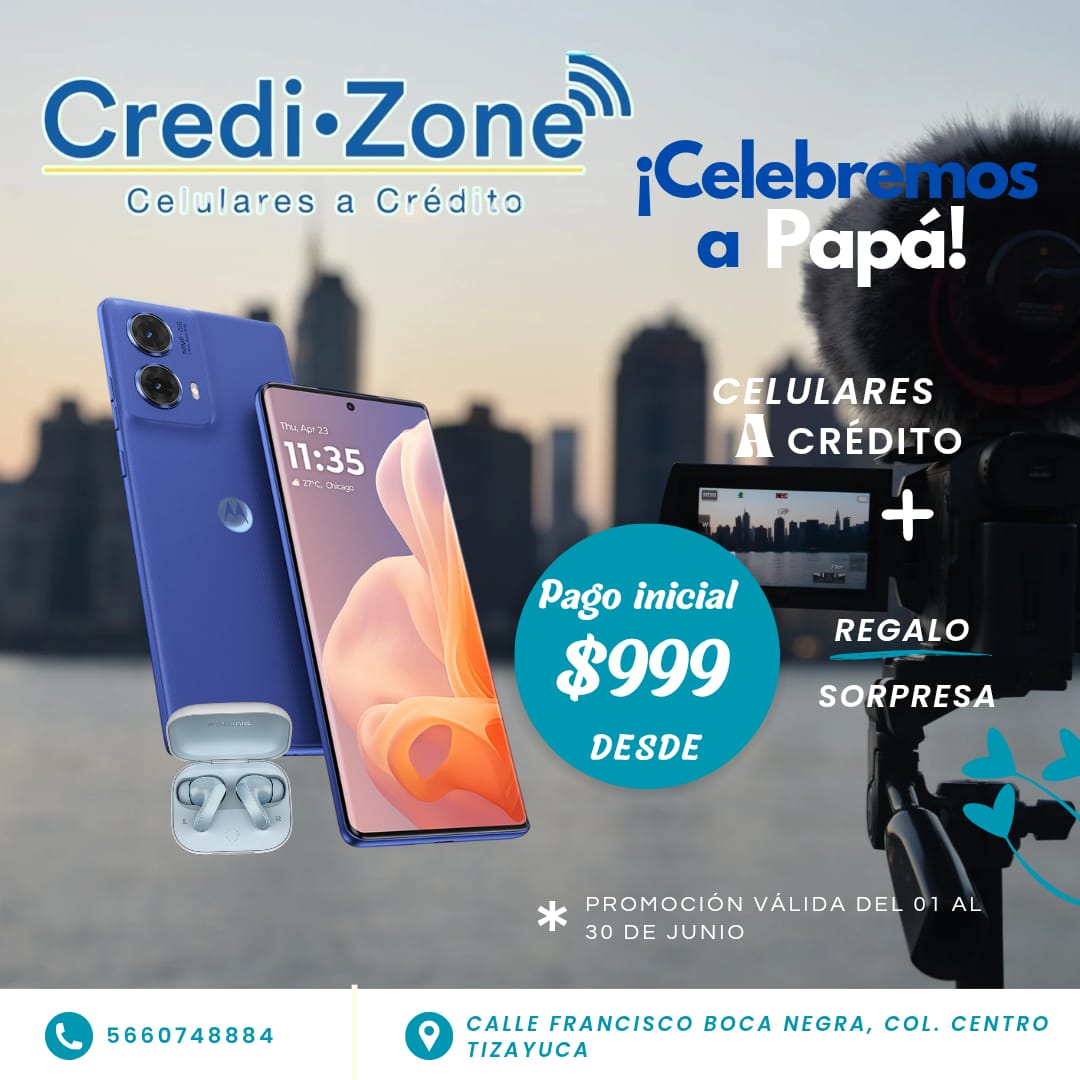 Credi·Zone
Celulares a Crédito
¡Celebremos
a Papá!
CELULARES
A CRÉDITO
+
REGALO
SORPRESA
Thu, Apr 23
11:35
27°C, Chicago
REC
Pago inicial
$999
DESDE
L R
* PROMOCIÓN VÁLIDA DEL 01 AL
30 DE JUNIO
5660748884
CALLE FRANCISCO BOCA NEGRA, COL. CENTRO
TIZAYUCA